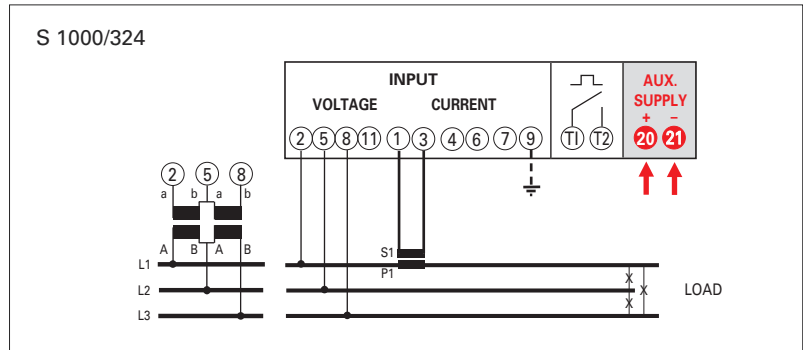 S 1000/324
INPUT
VOLTAGE CURRENT
AUX.
SUPPLY
+ –
2 5 8 11 1 3 4 6 7 9 T1 T2 20 21
2 5 8
a b a b
A B A B
S1
P1
L1
L2
L3
X
X X
X
LOAD